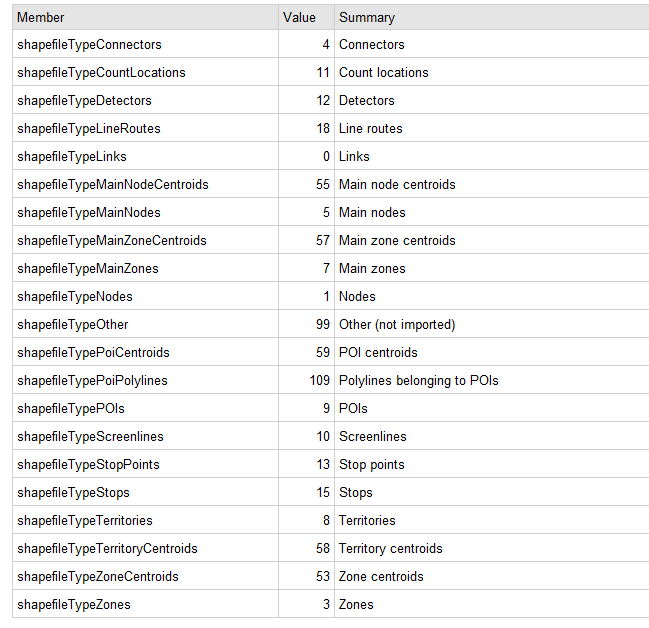 Member Value Summary
shapefileTypeConnectors 4 Connectors
shapefileTypeCountLocations 11 Count locations
shapefileTypeDetectors 12 Detectors
shapefileTypeLineRoutes 18 Line routes
shapefileTypeLinks 0 Links
shapefileTypeMainNodeCentroids 55 Main node centroids
shapefileTypeMainNodes 5 Main nodes
shapefileTypeMainZoneCentroids 57 Main zone centroids
shapefileTypeMainZones 7 Main zones
shapefileTypeNodes 1 Nodes
shapefileTypeOther 99 Other (not imported)
shapefileTypePoiCentroids 59 POI centroids
shapefileTypePoiPolylines 109 Polylines belonging to POIs
shapefileTypePOIs 9 POIs
shapefileTypeScreenlines 10 Screenlines
shapefileTypeStopPoints 13 Stop points
shapefileTypeStops 15 Stops
shapefileTypeTerritories 8 Territories
shapefileTypeTerritoryCentroids 58 Territory centroids
shapefileTypeZoneCentroids 53 Zone centroids
shapefileTypeZones 3 Zones